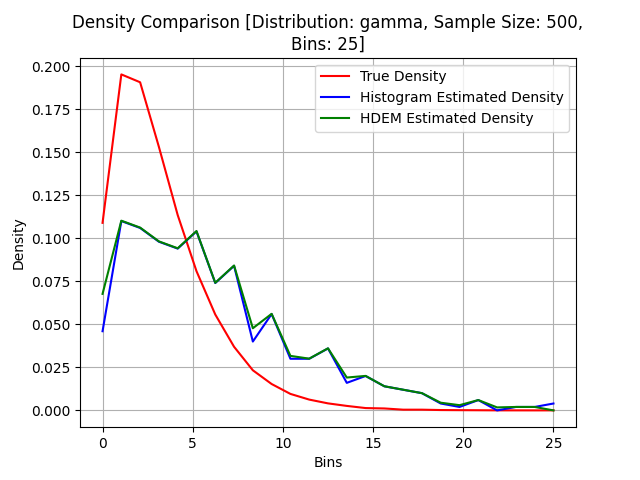 Density Comparison [Distribution: gamma, Sample Size: 500,
Bins: 25]
True Density
Histogram Estimated Density
HDEM Estimated Density
Density
0.200
0.175
0.150
0.125
0.100
0.075
0.050
0.025
0.000
0 5 10 15 20 25
Bins